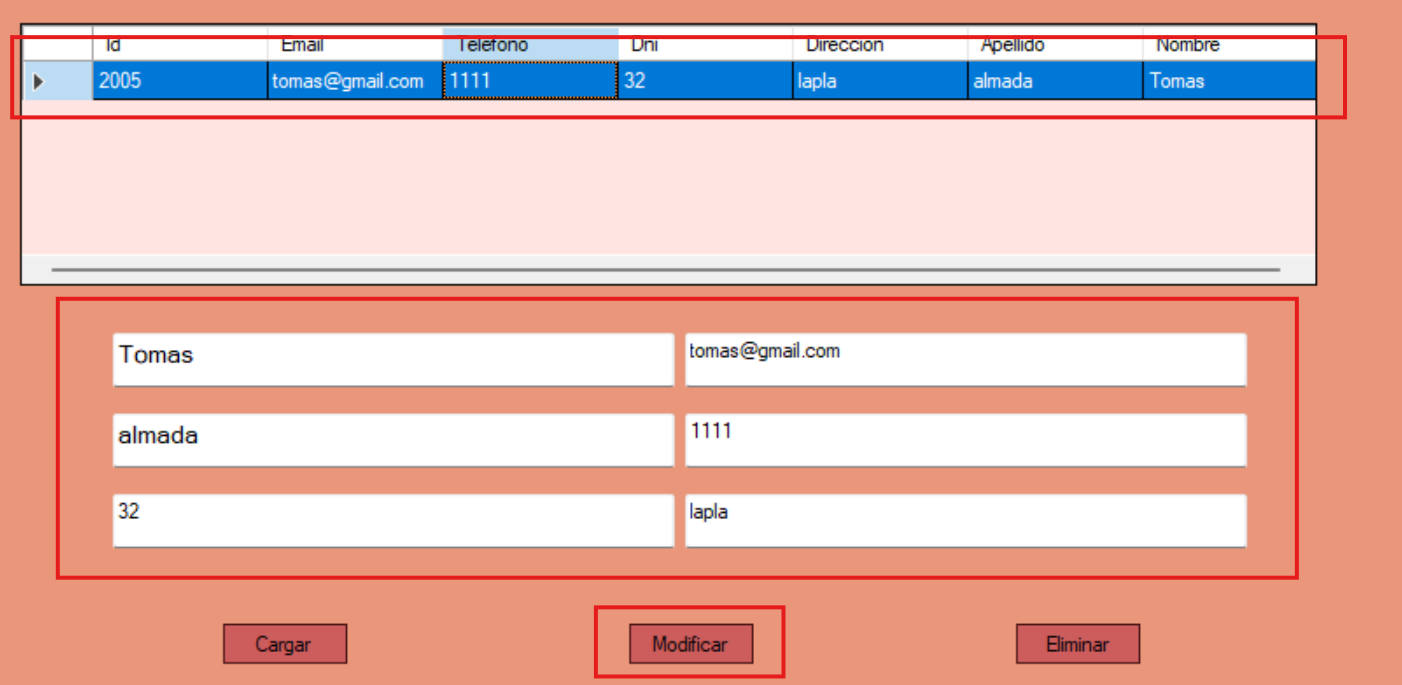 Id Email Telefono Dni Direccion Apellido Nombre
2005 tomas@gmail.com 1111 32 lapla almada Tomas
Tomas tomas@gmail.com
almada 1111
32 lapla
Cargar Modificar Eliminar